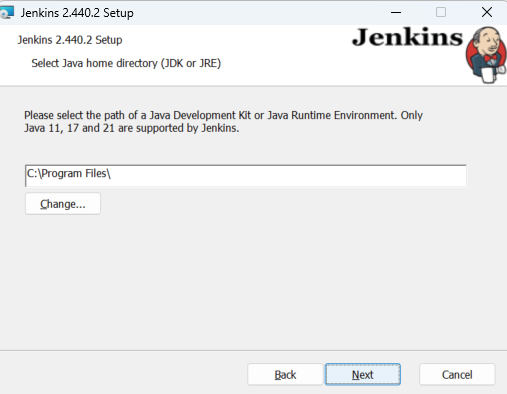 Jenkins 2.440.2 Setup
Jenkins 2.440.2 Setup
Jenkins
Select Java home directory (JDK or JRE)
Please select the path of a Java Development Kit or Java Runtime Environment. Only
Java 11, 17 and 21 are supported by Jenkins.
C:\Program Files\
Change...
Back Next Cancel